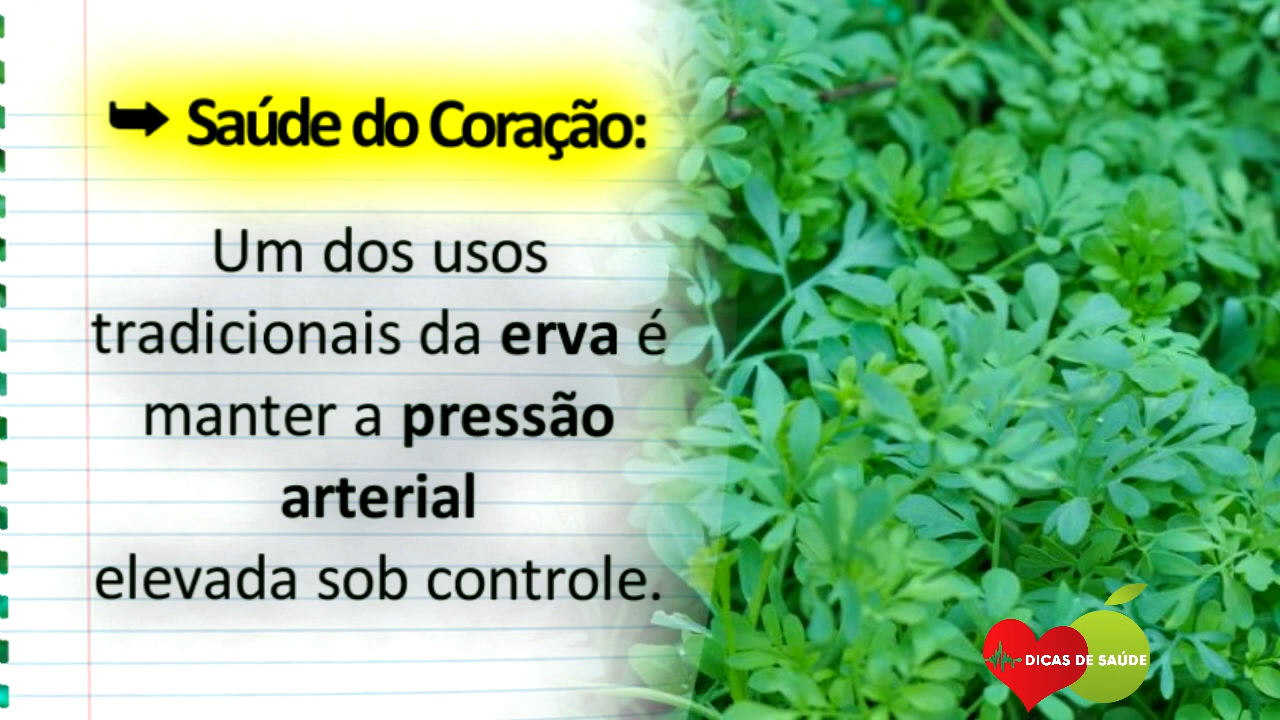 ➥ Saúde do Coração:
Um dos usos
tradicionais da erva é
manter a pressão
arterial
elevada sob controle.
DICAS DE SAÚDE